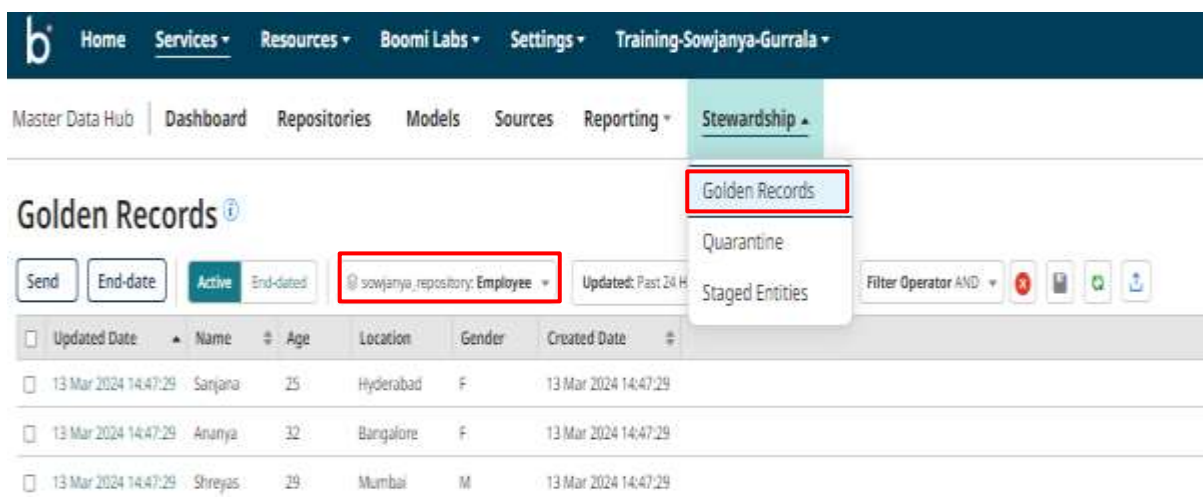 b Home Services Resources Boomi Labs Settings Training-Sowjanya-Gurrala
Master Data Hub Dashboard Repositories Models Sources Reporting Stewardship
Golden Records
Quarantine
Staged Entities
Golden Records i
Send End-date Active End-dated sowjanya_repository: Employee Updated: Past 24 H Filter Operator AND
Updated Date Name Age Location Gender Created Date
13 Mar 2024 14:47:29 Sanjana 25 Hyderabad F 13 Mar 2024 14:47:29
13 Mar 2024 14:47:29 Ananya 32 Bangalore F 13 Mar 2024 14:47:29
13 Mar 2024 14:47:29 Shreyas 29 Mumbai M 13 Mar 2024 14:47:29